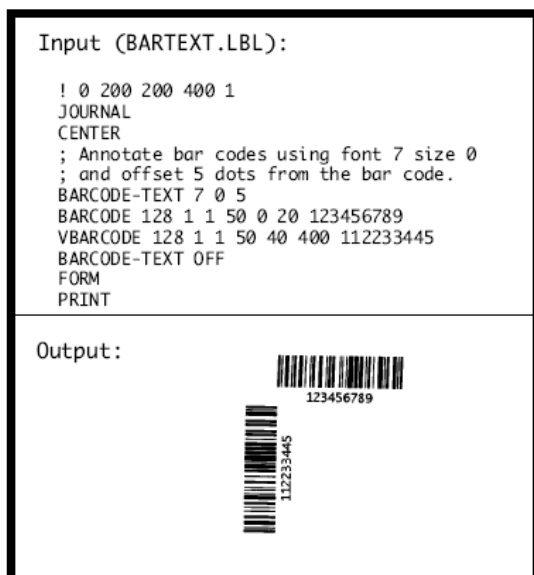 Input (BARTEXT.LBL):
! 0 200 200 400 1
JOURNAL
CENTER
; Annotate bar codes using font 7 size 0
; and offset 5 dots from the bar code.
BARCODE-TEXT 7 0 5
BARCODE 128 1 1 50 0 20 123456789
VBARCODE 128 1 1 50 40 400 112233445
BARCODE-TEXT OFF
FORM
PRINT
Output:
123456789
112233445